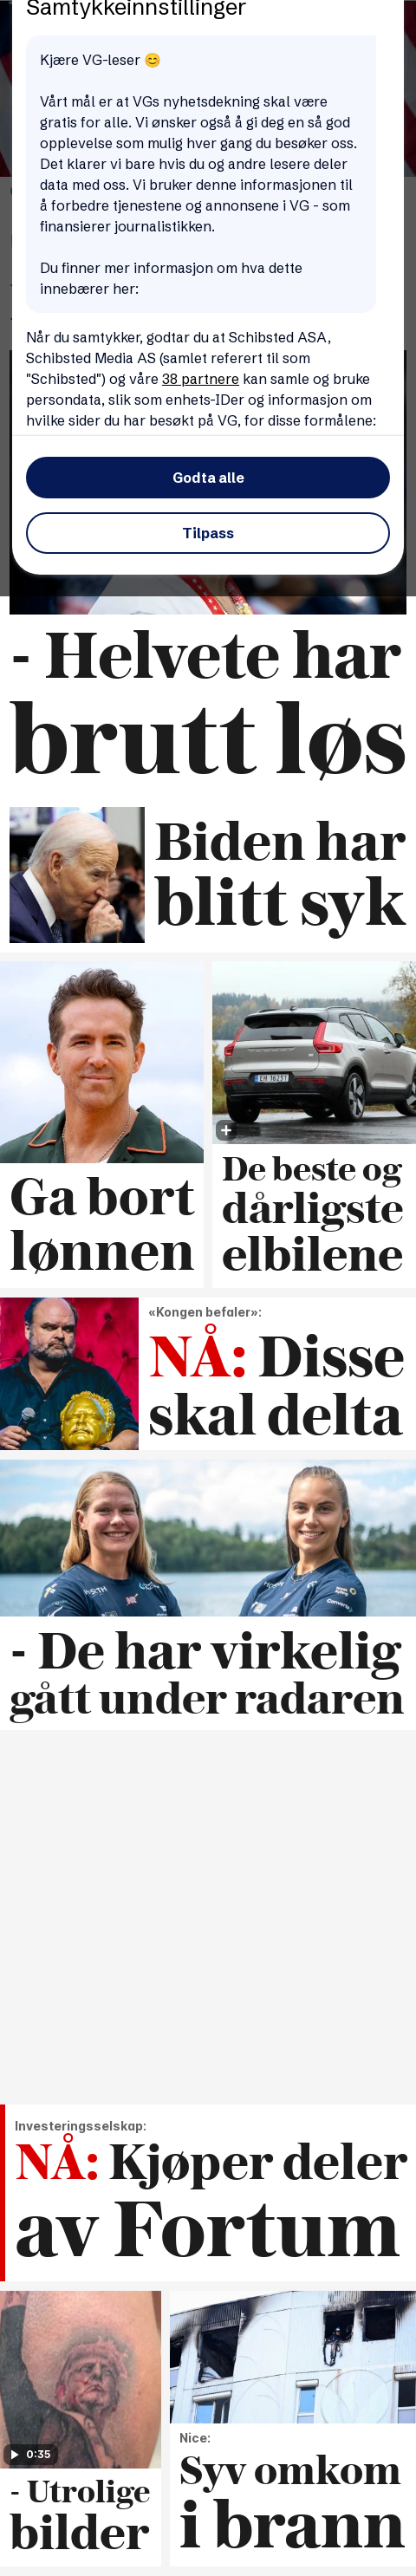 Samtykkeinnstillinger
Kjære VG-leser 😊
Vårt mål er at VGs nyhetsdekning skal være
gratis for alle. Vi ønsker også å gi deg en så god
opplevelse som mulig hver gang du besøker oss.
Det klarer vi bare hvis du og andre lesere deler
data med oss. Vi bruker denne informasjonen til
å forbedre tjenestene og annonsene i VG - som
finansierer journalistikken.
Du finner mer informasjon om hva dette
innebærer her:
Når du samtykker, godtar du at Schibsted ASA,
Schibsted Media AS (samlet referert til som
"Schibsted") og våre 38 partnere kan samle og bruke
persondata, slik som enhets-IDer og informasjon om
hvilke sider du har besøkt på VG, for disse formålene:
Godta alle
Tilpass
- Helvete har
brutt løs
Biden har
blitt syk
Ga bort
lønnen
De beste og
dårligste
elbilene
«Kongen befaler»:
NÅ: Disse
skal delta
- De har virkelig
gått under radaren
Investeringsselskap:
NÅ: Kjøper deler
av Fortum
0:35
- Utrolige
bilder
Nice:
Syv omkom
i brann